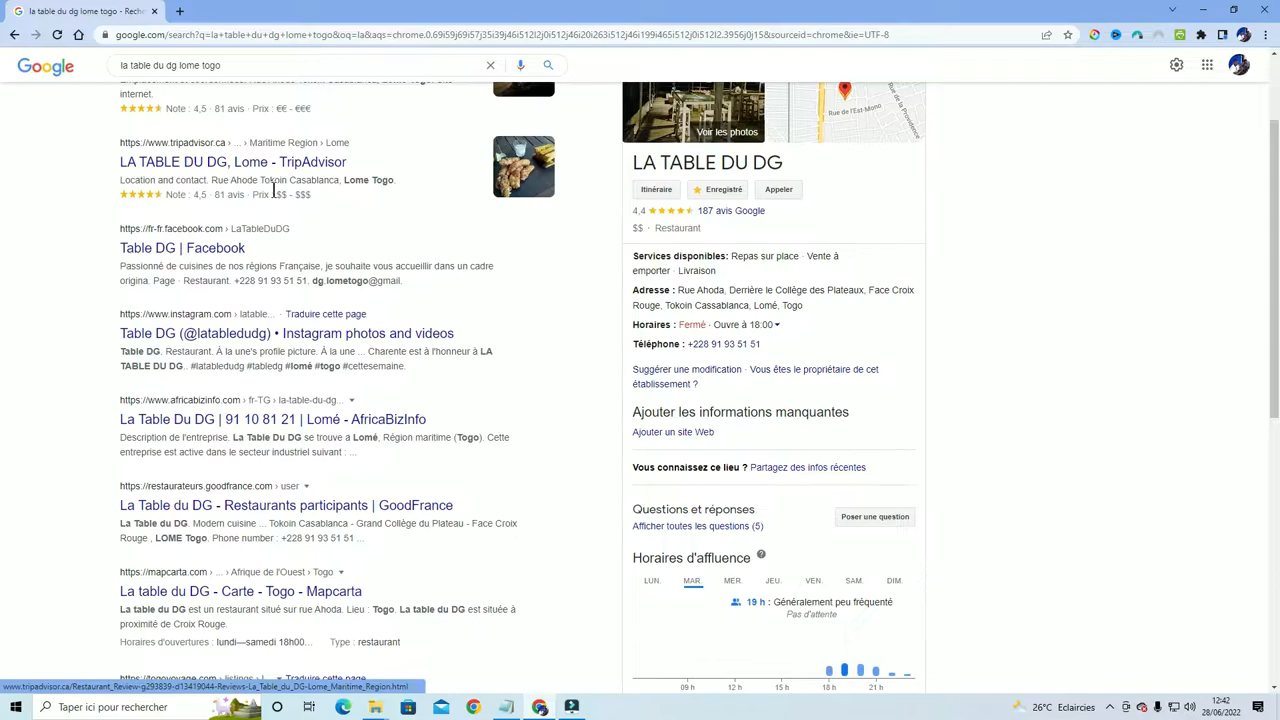 la table du dg lome togo - Rech
google.com/search?q=la+table+du+dg+lome+togo&oq=la&aqs=chrome.0.69i59j69i57j35i39j46i512l2j0i512j46i20i263i512j46i199i465i512j0i512l2.3956j0j15&sourceid=chrome&ie=UTF-8
Google
la table du dg lome togo
internet.
Note : 4,5 · 81 avis · Prix : €€ - €€€
https://www.tripadvisor.ca › ... › Maritime Region › Lome
LA TABLE DU DG, Lome - TripAdvisor
Location and contact. Rue Ahode Tokoin Casablanca, Lome Togo.
Note : 4,5 · 81 avis · Prix : $$ - $$$
https://fr-fr.facebook.com › LaTableDuDG
Table DG | Facebook
Passionné de cuisines de nos régions Française, je souhaite vous accueillir dans un cadre
origina. Page · Restaurant. +228 91 93 51 51. dg.lometogo@gmail.
https://www.instagram.com › latable... · Traduire cette page
Table DG (@latabledudg) • Instagram photos and videos
Table DG. Restaurant. À la une's profile picture. À la une ... Charente est à l'honneur à LA
TABLE DU DG.. #latabledudg #tabledg #lomé #togo #cettesemaine.
https://www.africabizinfo.com › fr-TG › la-table-du-dg...
La Table Du DG | 91 10 81 21 | Lomé - AfricaBizInfo
Description de l'entreprise. La Table Du DG se trouve à Lomé, Région maritime (Togo). Cette
entreprise est active dans le secteur industriel suivant : ...
https://restaurateurs.goodfrance.com › user
La Table du DG - Restaurants participants | GoodFrance
La Table du DG. Modern cuisine ... Tokoin Casablanca - Grand Collège du Plateau - Face Croix
Rouge , LOME Togo. Phone number : +228 91 93 51 51 ...
https://mapcarta.com › ... › Afrique de l'Ouest › Togo
La table du DG - Carte - Togo - Mapcarta
La table du DG est un restaurant situé sur rue Ahoda. Lieu : Togo. La table du DG est située à
proximité de Croix Rouge.
Horaires d'ouvertures : lundi—samedi 18h00... Type : restaurant
https://togovoyage.com › listings › l... Traduire cette page
www.tripadvisor.ca/Restaurant_Review-g293839-d13419044-Reviews-La_Table_du_DG-Lome_Maritime_Region.html
Voir les photos
Rue de l'Est-Mono
Rue de la Providence
LA TABLE DU DG
Itinéraire
Enregistré
Appeler
4,4 187 avis Google
$$ · Restaurant
Services disponibles: Repas sur place · Vente à
emporter · Livraison
Adresse : Rue Ahoda, Derrière le Collège des Plateaux, Face Croix
Rouge, Tokoin Cassablanca, Lomé, Togo
Horaires : Fermé · Ouvre à 18:00
Téléphone : +228 91 93 51 51
Suggérer une modification · Vous êtes le propriétaire de cet
établissement ?
Ajouter les informations manquantes
Ajouter un site Web
Vous connaissez ce lieu ? Partagez des infos récentes
Questions et réponses
Afficher toutes les questions (5)
Poser une question
Horaires d'affluence
LUN. MAR. MER. JEU. VEN. SAM. DIM.
19 h : Généralement peu fréquenté
Pas d'attente
09 h 12 h 15 h 18 h 21 h
Taper ici pour rechercher
26°C Eclaircies
12:42
28/06/2022